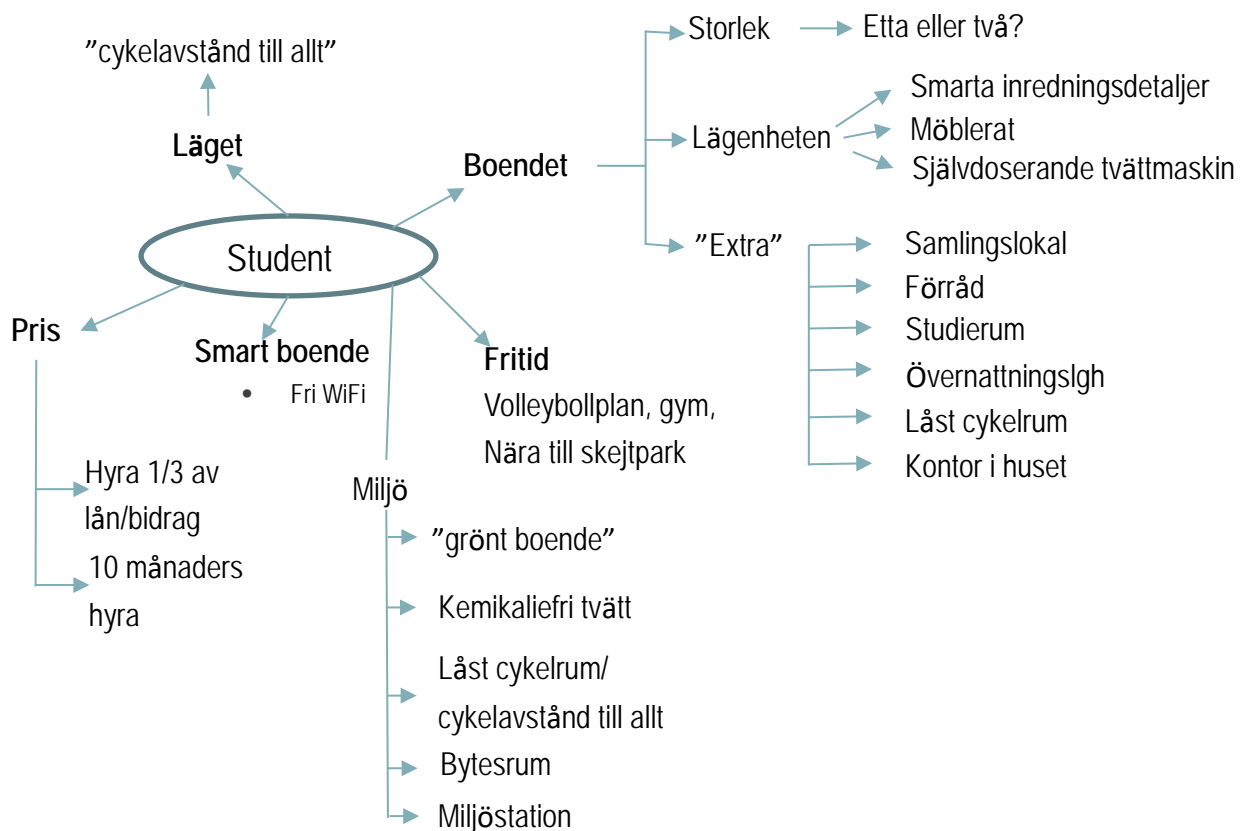 ”cykelavstånd till allt”
Läget
Student
Boendet
Storlek
Etta eller två?
Lägenheten
Smarta inredningsdetaljer
Möblerat
Självdoserande tvättmaskin
”Extra”
Samlingslokal
Förråd
Studierum
Övernattningslgh
Låst cykelrum
Kontor i huset
Pris
Hyra 1/3 av
lån/bidrag
10 månaders
hyra
Smart boende
• Fri WiFi
Fritid
Volleybollplan, gym,
Nära till skejtpark
Miljö
”grönt boende”
Kemikaliefri tvätt
Låst cykelrum/
cykelavstånd till allt
Bytesrum
Miljöstation